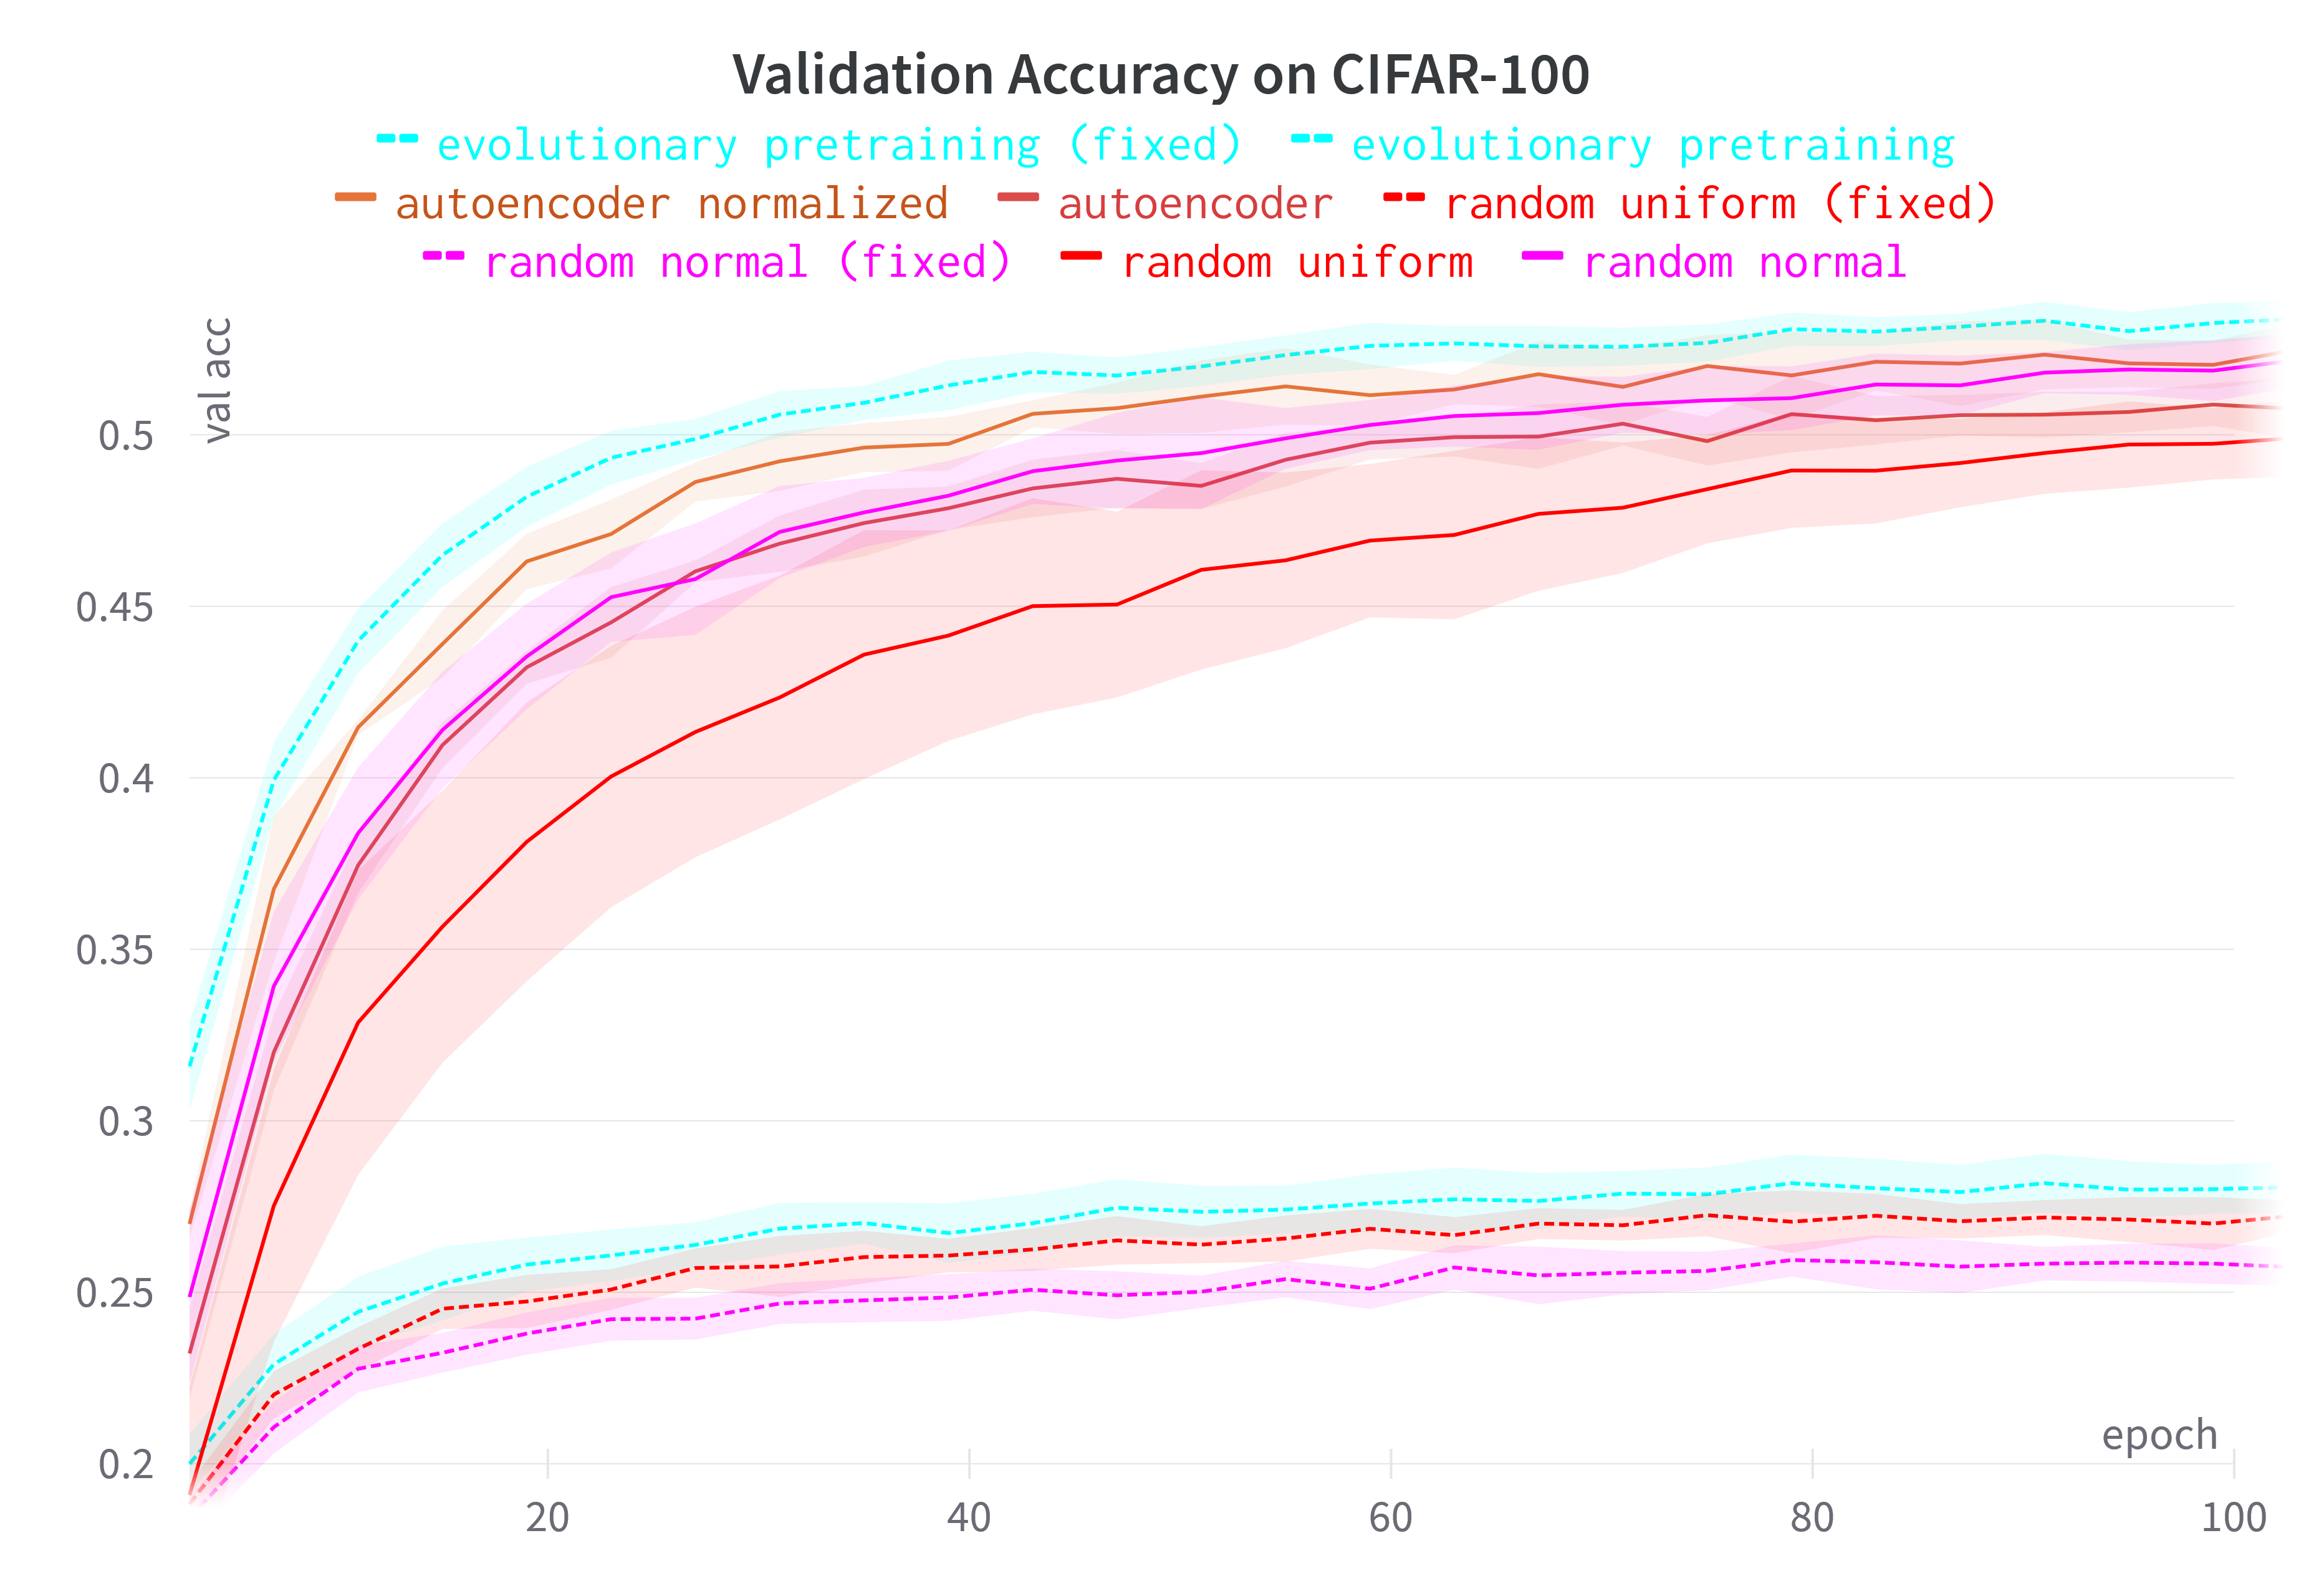 Validation Accuracy on CIFAR-100
evolutionary pretraining (fixed) evolutionary pretraining
autoencoder normalized autoencoder random uniform (fixed)
random normal (fixed) random uniform random normal
val acc
0.5
0.45
0.4
0.35
0.3
0.25
0.2
epoch
20 40 60 80 100